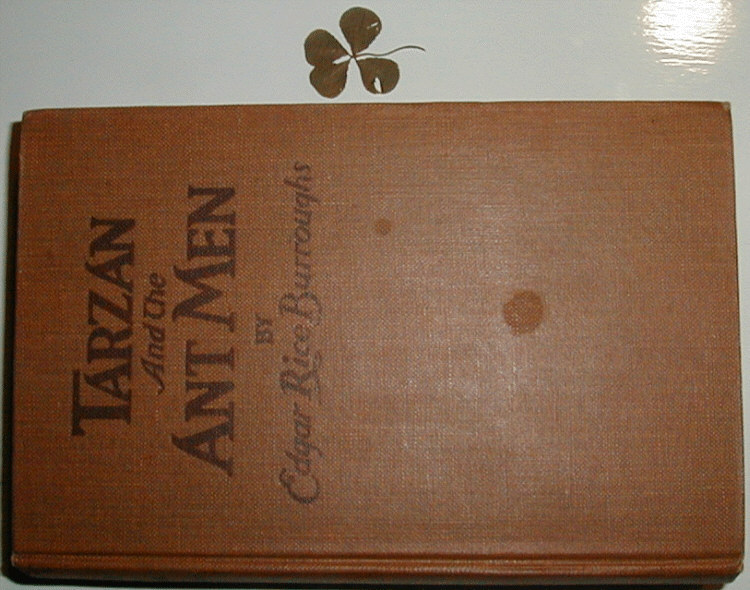 TARZAN
And the
ANT MEN
BY
Edgar Rice Burroughs